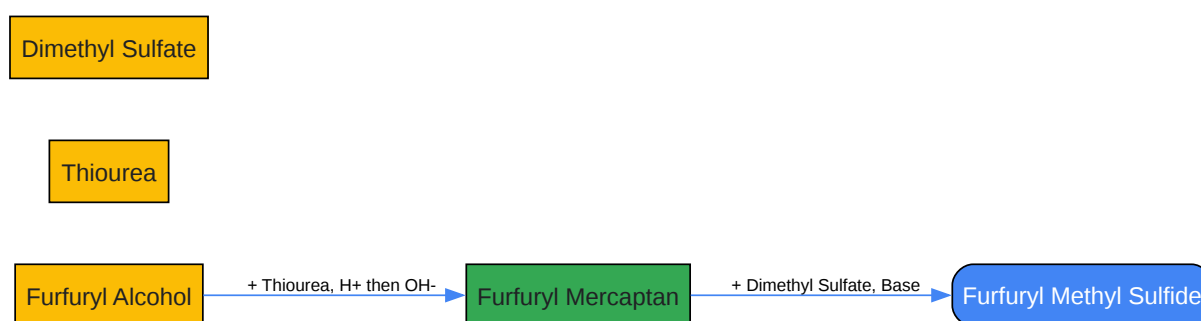 Dimethyl Sulfate
Thiourea
Furfuryl Alcohol
+ Thiourea, H+ then OH-
Furfuryl Mercaptan
+ Dimethyl Sulfate, Base
Furfuryl Methyl Sulfide